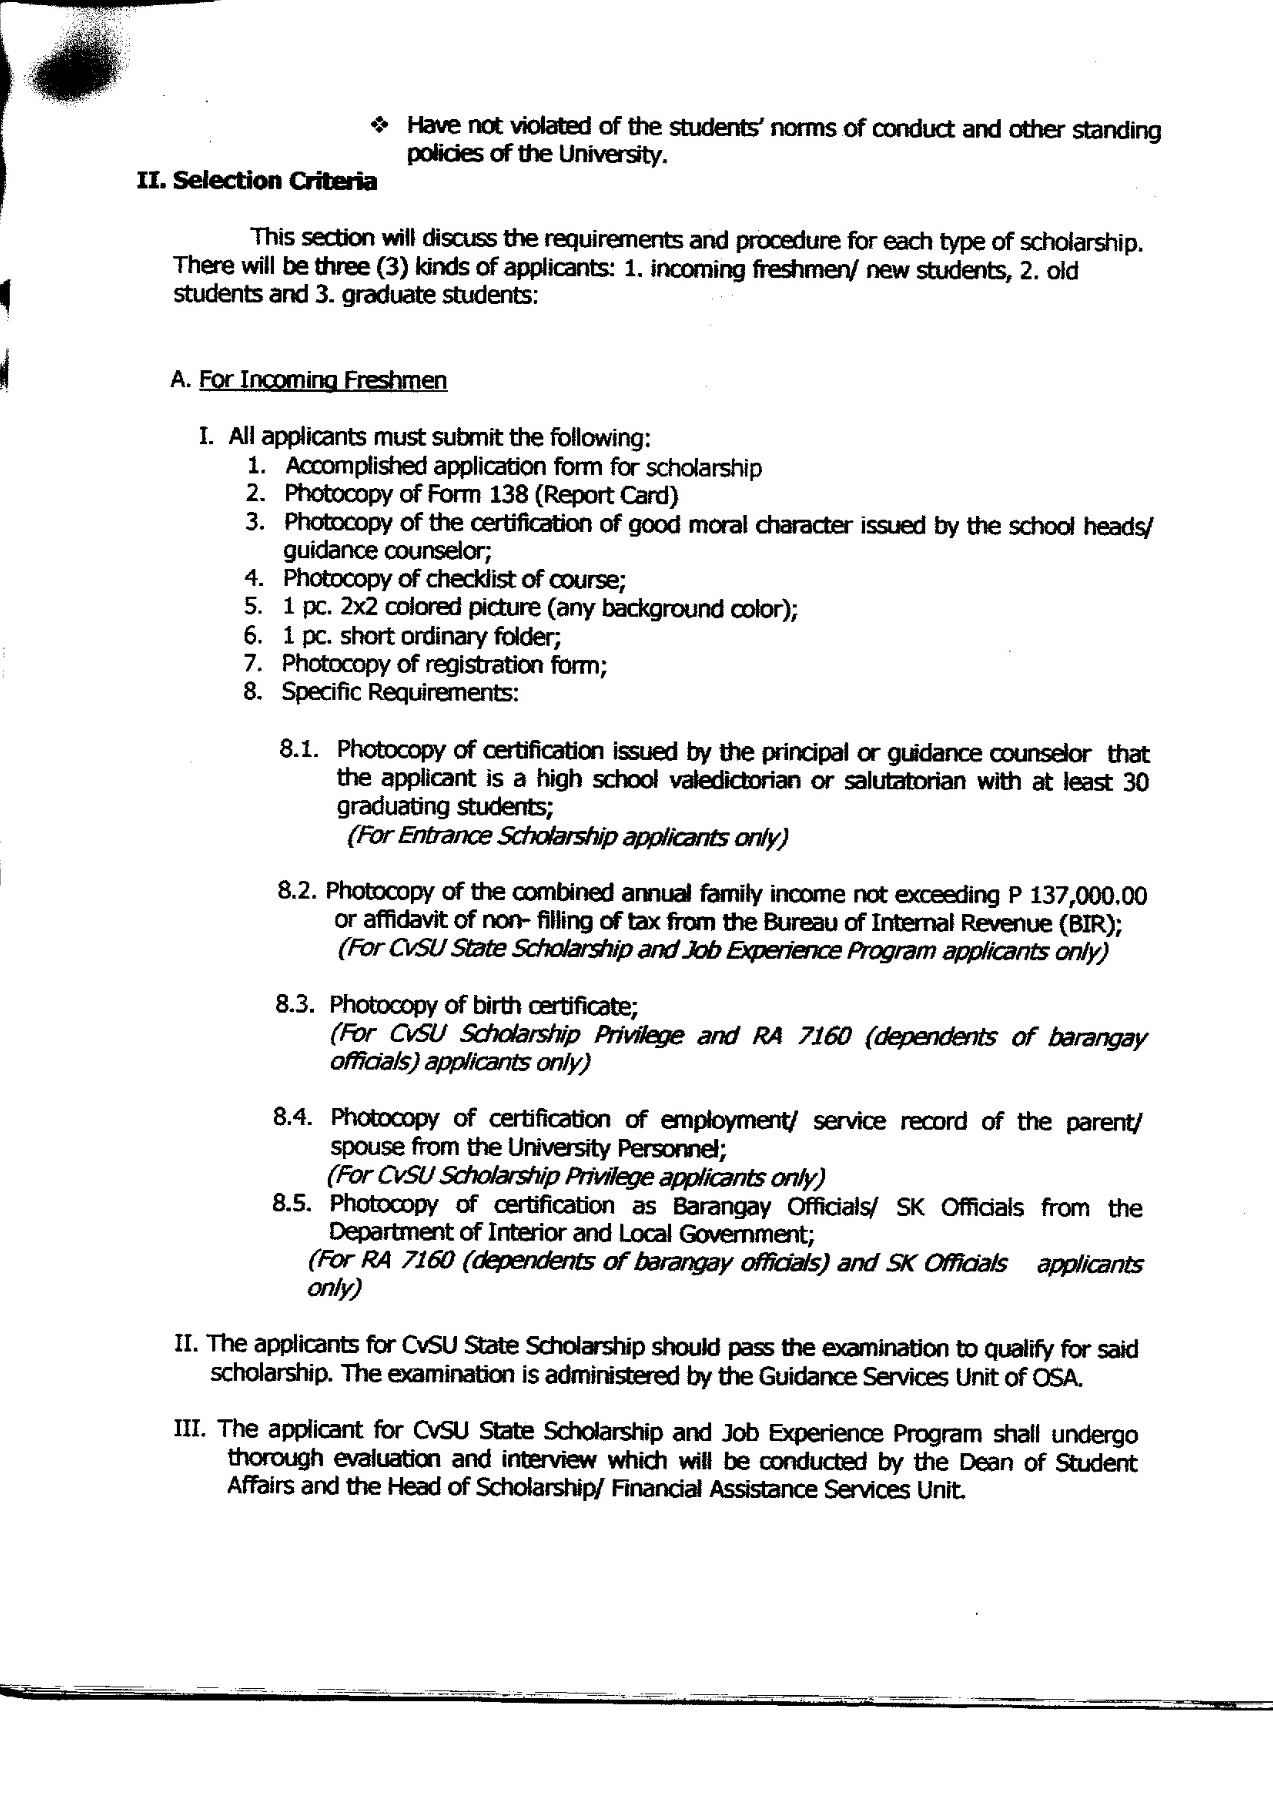 ❖ Have not violated of the students' norms of conduct and other standing
policies of the University.
II. Selection Criteria
This section will discuss the requirements and procedure for each type of scholarship.
There will be three (3) kinds of applicants: 1. incoming freshmen/ new students, 2. old
students and 3. graduate students:
A. For Incoming Freshmen
I. All applicants must submit the following:
1. Accomplished application form for scholarship
2. Photocopy of Form 138 (Report Card)
3. Photocopy of the certification of good moral character issued by the school heads/
guidance counselor;
4. Photocopy of checklist of course;
5. 1 pc. 2x2 colored picture (any background color);
6. 1 pc. short ordinary folder;
7. Photocopy of registration form;
8. Specific Requirements:
8.1. Photocopy of certification issued by the principal or guidance counselor that
the applicant is a high school valedictorian or salutatorian with at least 30
graduating students;
(For Entrance Scholarship applicants only)
8.2. Photocopy of the combined annual family income not exceeding P 137,000.00
or affidavit of non- filling of tax from the Bureau of Internal Revenue (BIR);
(For CvSU State Scholarship and Job Experience Program applicants only)
8.3. Photocopy of birth certificate;
(For CvSU Scholarship Privilege and RA 7160 (dependents of barangay
officials) applicants only)
8.4. Photocopy of certification of employment/ service record of the parent/
spouse from the University Personnel;
(For CvSU Scholarship Privilege applicants only)
8.5. Photocopy of certification as Barangay Officials/ SK Officials from the
Department of Interior and Local Government;
(For RA 7160 (dependents of barangay officials) and SK Officials applicants
only)
II. The applicants for CvSU State Scholarship should pass the examination to qualify for said
scholarship. The examination is administered by the Guidance Services Unit of OSA.
III. The applicant for CvSU State Scholarship and Job Experience Program shall undergo
thorough evaluation and interview which will be conducted by the Dean of Student
Affairs and the Head of Scholarship/ Financial Assistance Services Unit.